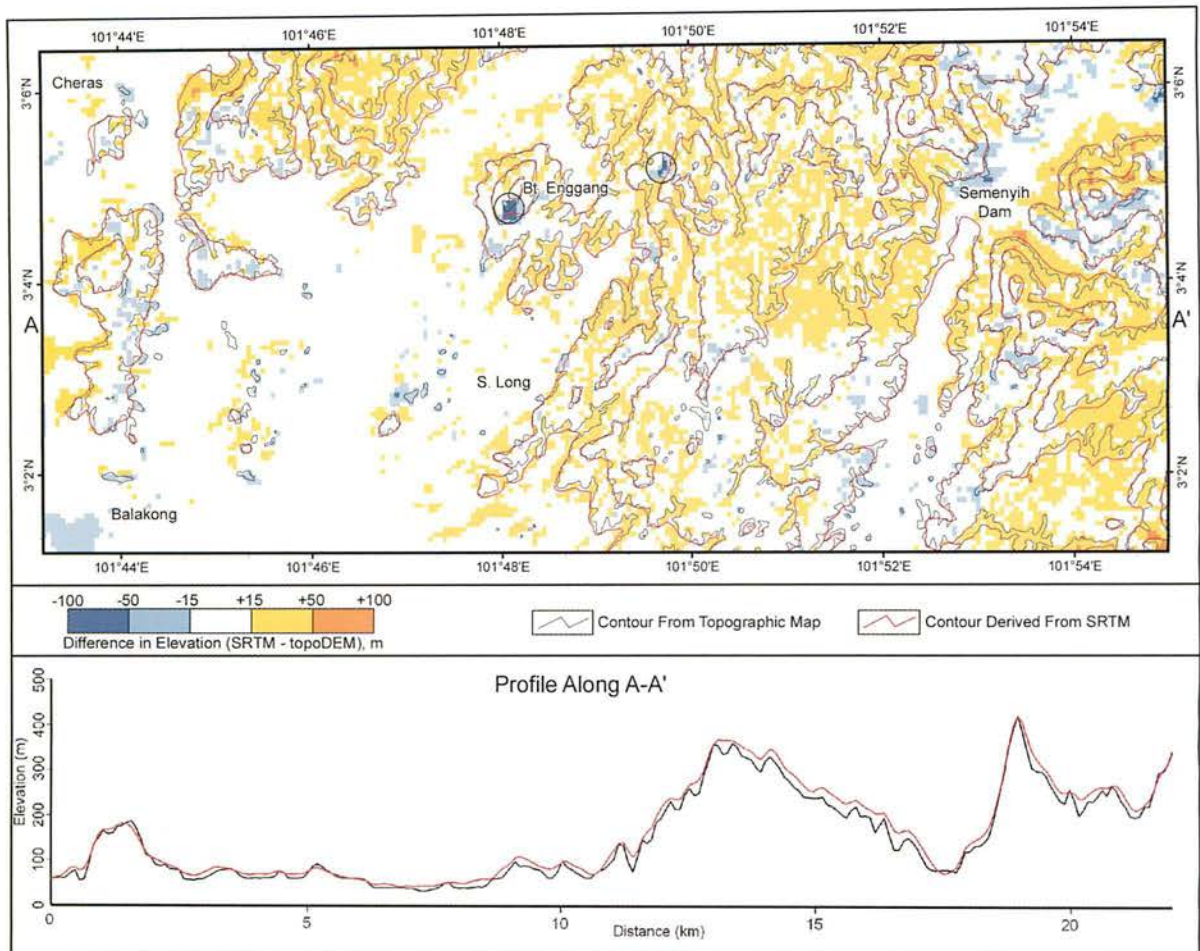 101°44'E 101°46'E 101°48'E 101°50'E 101°52'E 101°54'E
Cheras
3°6'N 3°6'N
Bt. Enggang
Semenyih
Dam
3°4'N 3°4'N
A A'
S. Long
3°2'N 3°2'N
Balakong
101°44'E 101°46'E 101°48'E 101°50'E 101°52'E 101°54'E
-100 -50 -15 +15 +50 +100
Difference in Elevation (SRTM - topoDEM), m
Contour From Topographic Map
Contour Derived From SRTM
Profile Along A-A'
Elevation (m)
500
400
300
200
100
0
0 5 10 15 20
Distance (km)